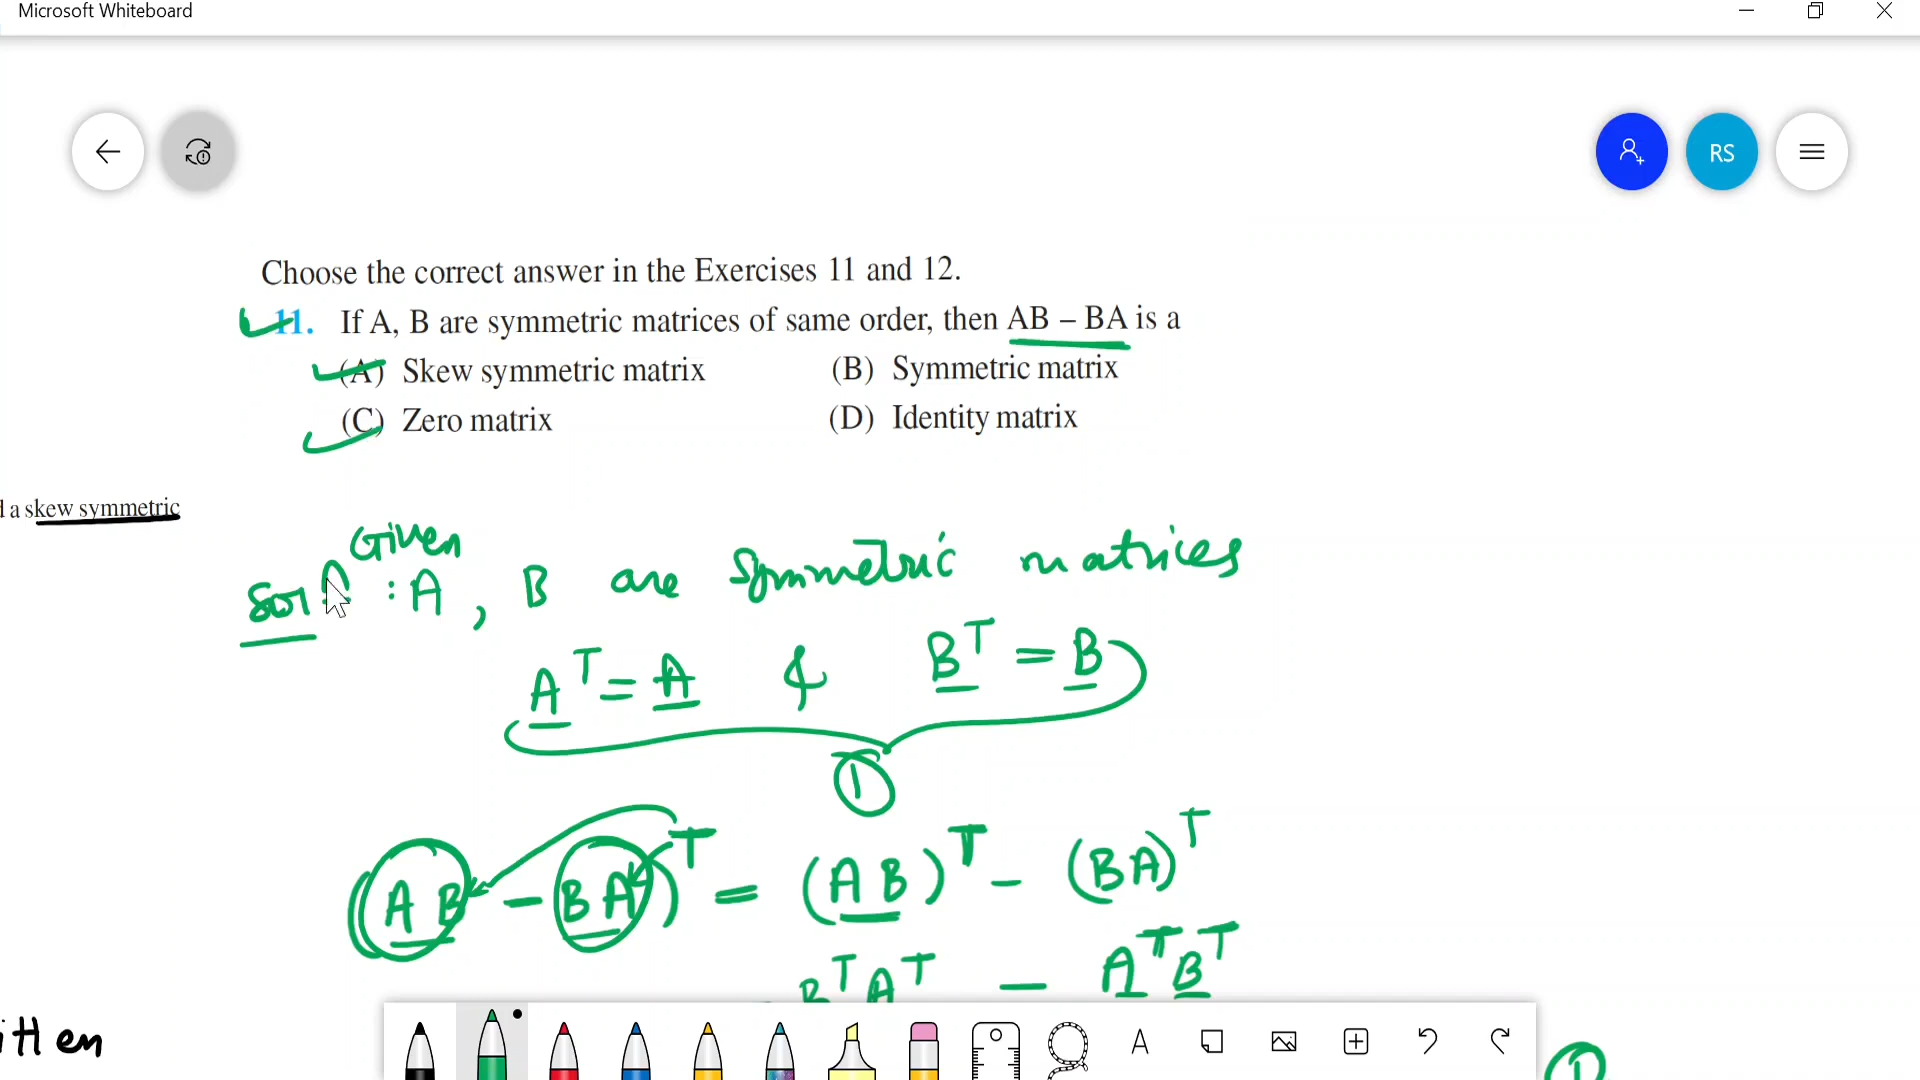 Microsoft Whiteboard
RS
Choose the correct answer in the Exercises 11 and 12.
11. If A, B are symmetric matrices of same order, then AB – BA is a
(A) Skew symmetric matrix (B) Symmetric matrix
(C) Zero matrix (D) Identity matrix
a skew symmetric
Given
Soln : A, B are symmetric matrices
A^T = A & B^T = B
①
(AB - BA)^T = (AB)^T - (BA)^T
B^T A^T - A^T B^T
itten
A
①